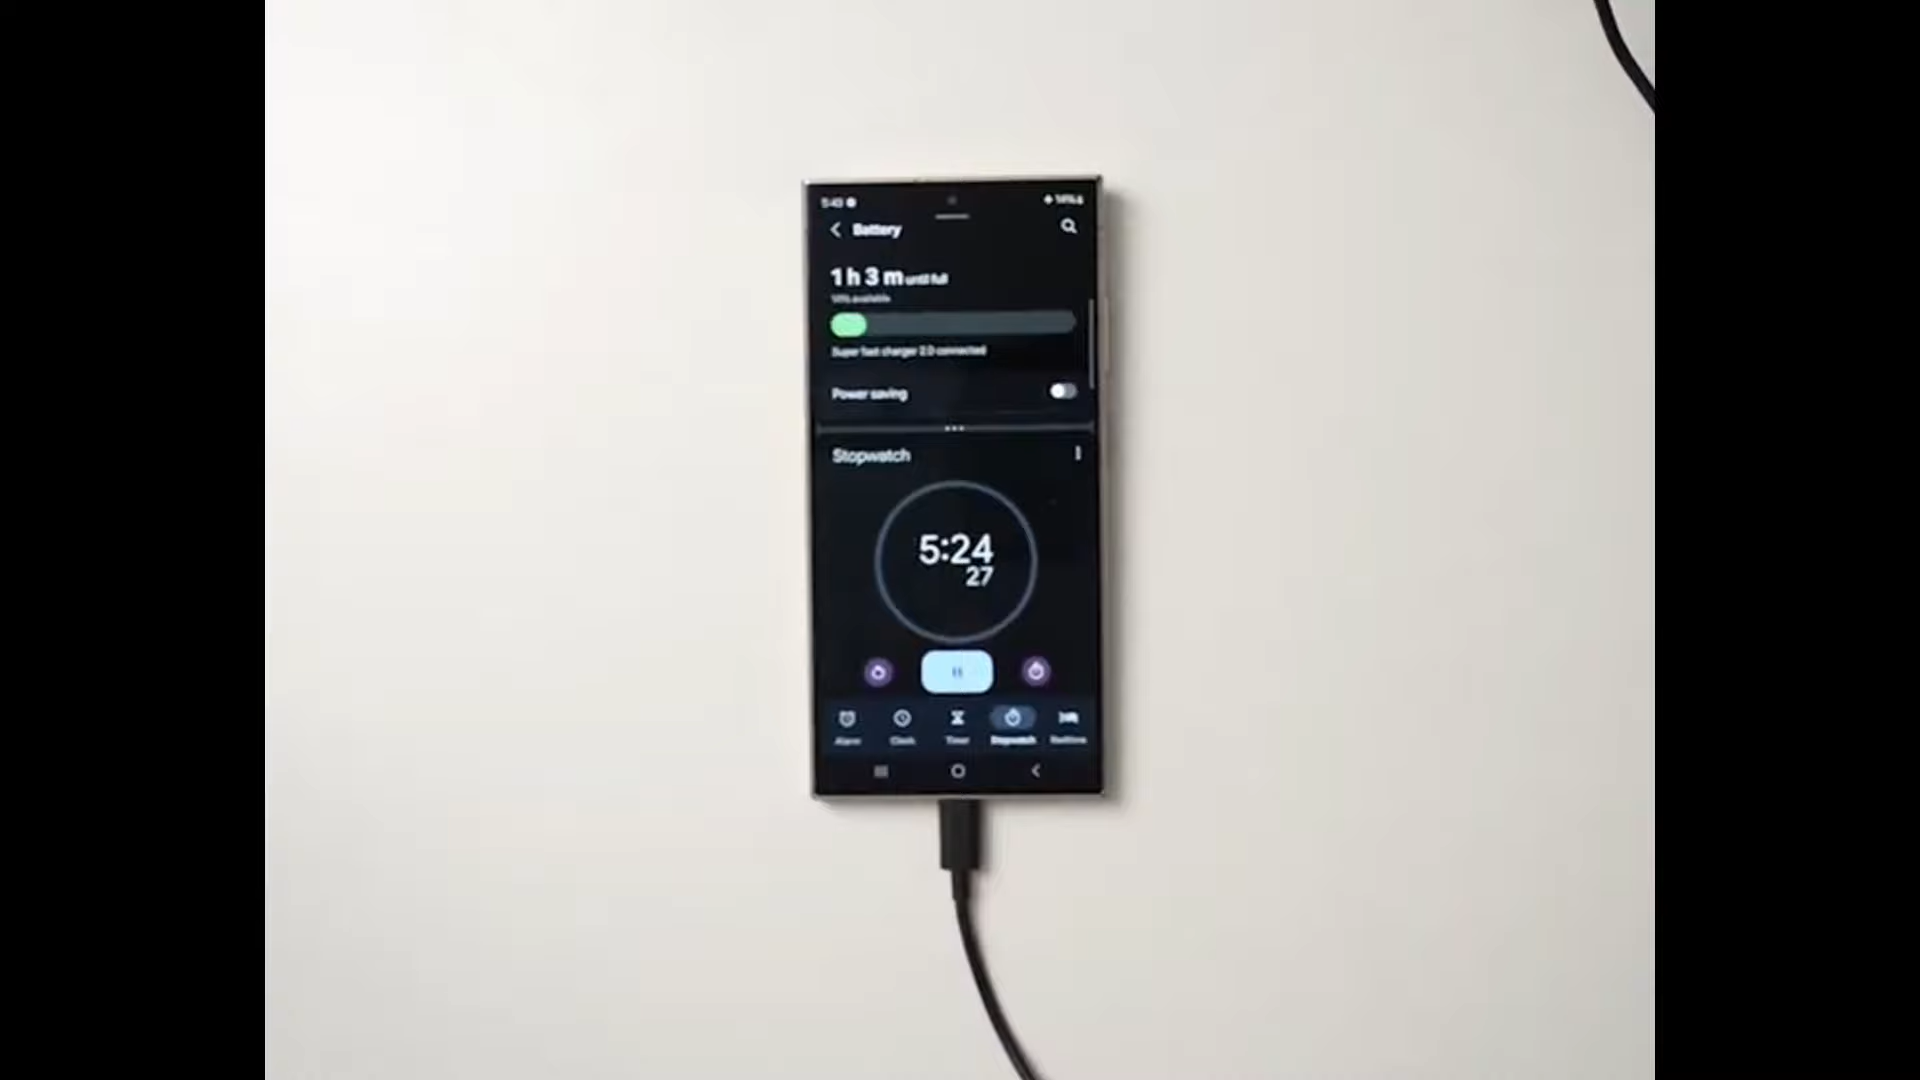 Battery
1 h 3 m until full
Super fast charger 2.0 connected
Power saving
Stopwatch
5:24
27
Alarm
Clock
Timer
Stopwatch
Bedtime